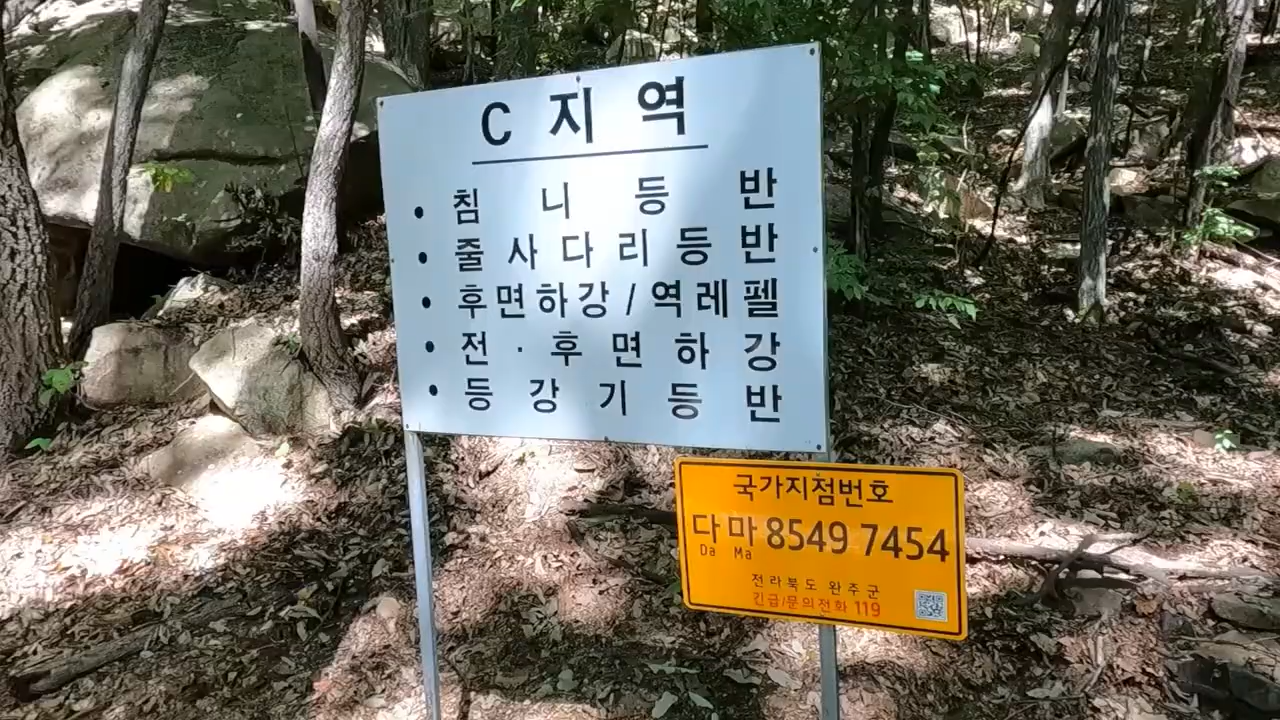 C 지 역
• 침 니 등 반
• 줄 사 다 리 등 반
• 후면하강 / 역레펠
• 전 · 후 면 하 강
• 등 강 기 등 반
국가지점번호
다 마 8549 7454
Da Ma
전라북도 완주군
긴급/문의전화 119